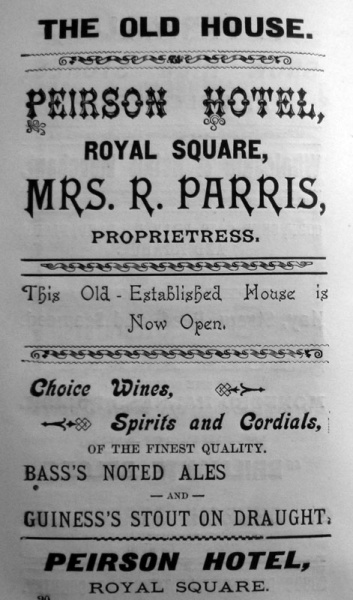 THE OLD HOUSE.
PEIRSON HOTEL,
ROYAL SQUARE,
MRS. R. PARRIS,
PROPRIETRESS.
This Old-Established House is
Now Open.
Choice Wines,
Spirits and Cordials,
OF THE FINEST QUALITY.
BASS'S NOTED ALES
— AND —
GUINESS'S STOUT ON DRAUGHT.
PEIRSON HOTEL,
ROYAL SQUARE.